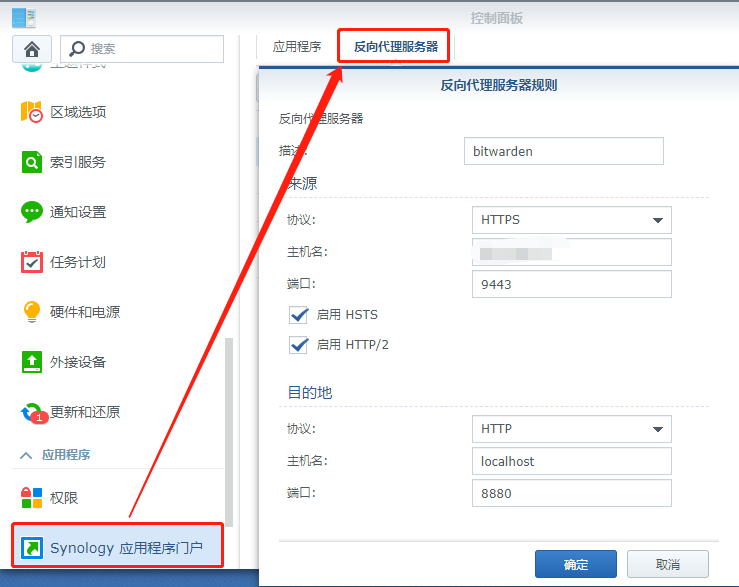 控制面板
搜索
主题样式
区域选项
索引服务
通知设置
任务计划
硬件和电源
外接设备
更新和还原
1
应用程序
权限
Synology 应用程序门户
应用程序
反向代理服务器
反向代理服务器规则
反向代理服务器
描述:
bitwarden
来源
协议:
HTTPS
主机名:
端口:
9443
启用 HSTS
启用 HTTP/2
目的地
协议:
HTTP
主机名:
localhost
端口:
8880
确定
取消